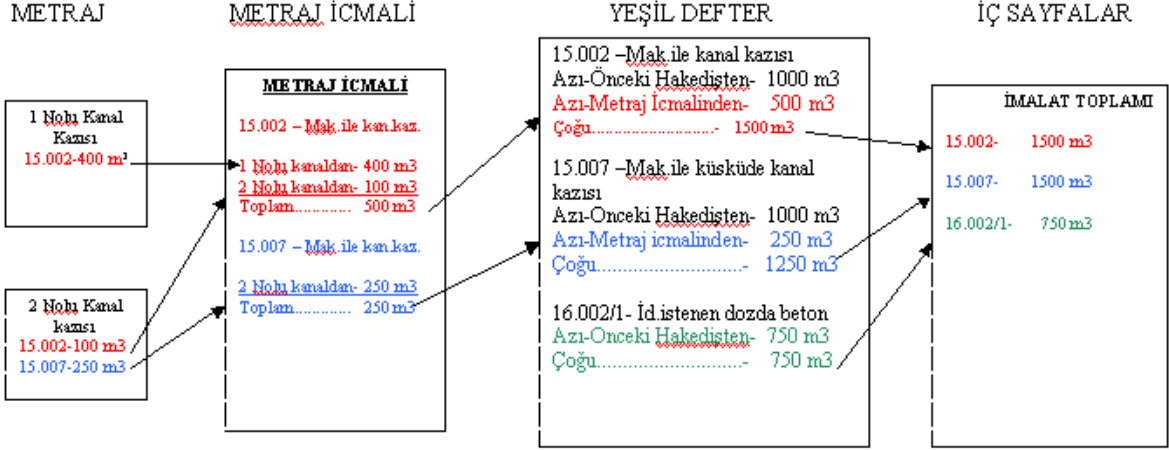 METRAJ
METRAJ İCMALİ
YEŞİL DEFTER
İÇ SAYFALAR
1 Nolu Kanal
Kazısı
15.002-400 m³
2 Nolu Kanal
kazısı
15.002-100 m3
15.007-250 m3
METRAJ İCMALİ
15.002 – Mak.ile kan.kaz.
1 Nolu kanaldan- 400 m3
2 Nolu kanaldan- 100 m3
Toplam............. 500 m3
15.007 – Mak.ile kan.kaz.
2 Nolu kanaldan- 250 m3
Toplam............. 250 m3
15.002 –Mak.ile kanal kazısı
Azı-Önceki Hakedişten- 1000 m3
Azı-Metraj İcmalinden- 500 m3
Çoğu............................- 1500 m3
15.007 –Mak.ile küsküde kanal
kazısı
Azı-Onceki Hakedişten- 1000 m3
Azı-Metraj icmalinden- 250 m3
Çoğu............................- 1250 m3
16.002/1- İd.istenen dozda beton
Azı-Onceki Hakedişten- 750 m3
Çoğu............................- 750 m3
İMALAT TOPLAMI
15.002- 1500 m3
15.007- 1500 m3
16.002/1- 750 m3